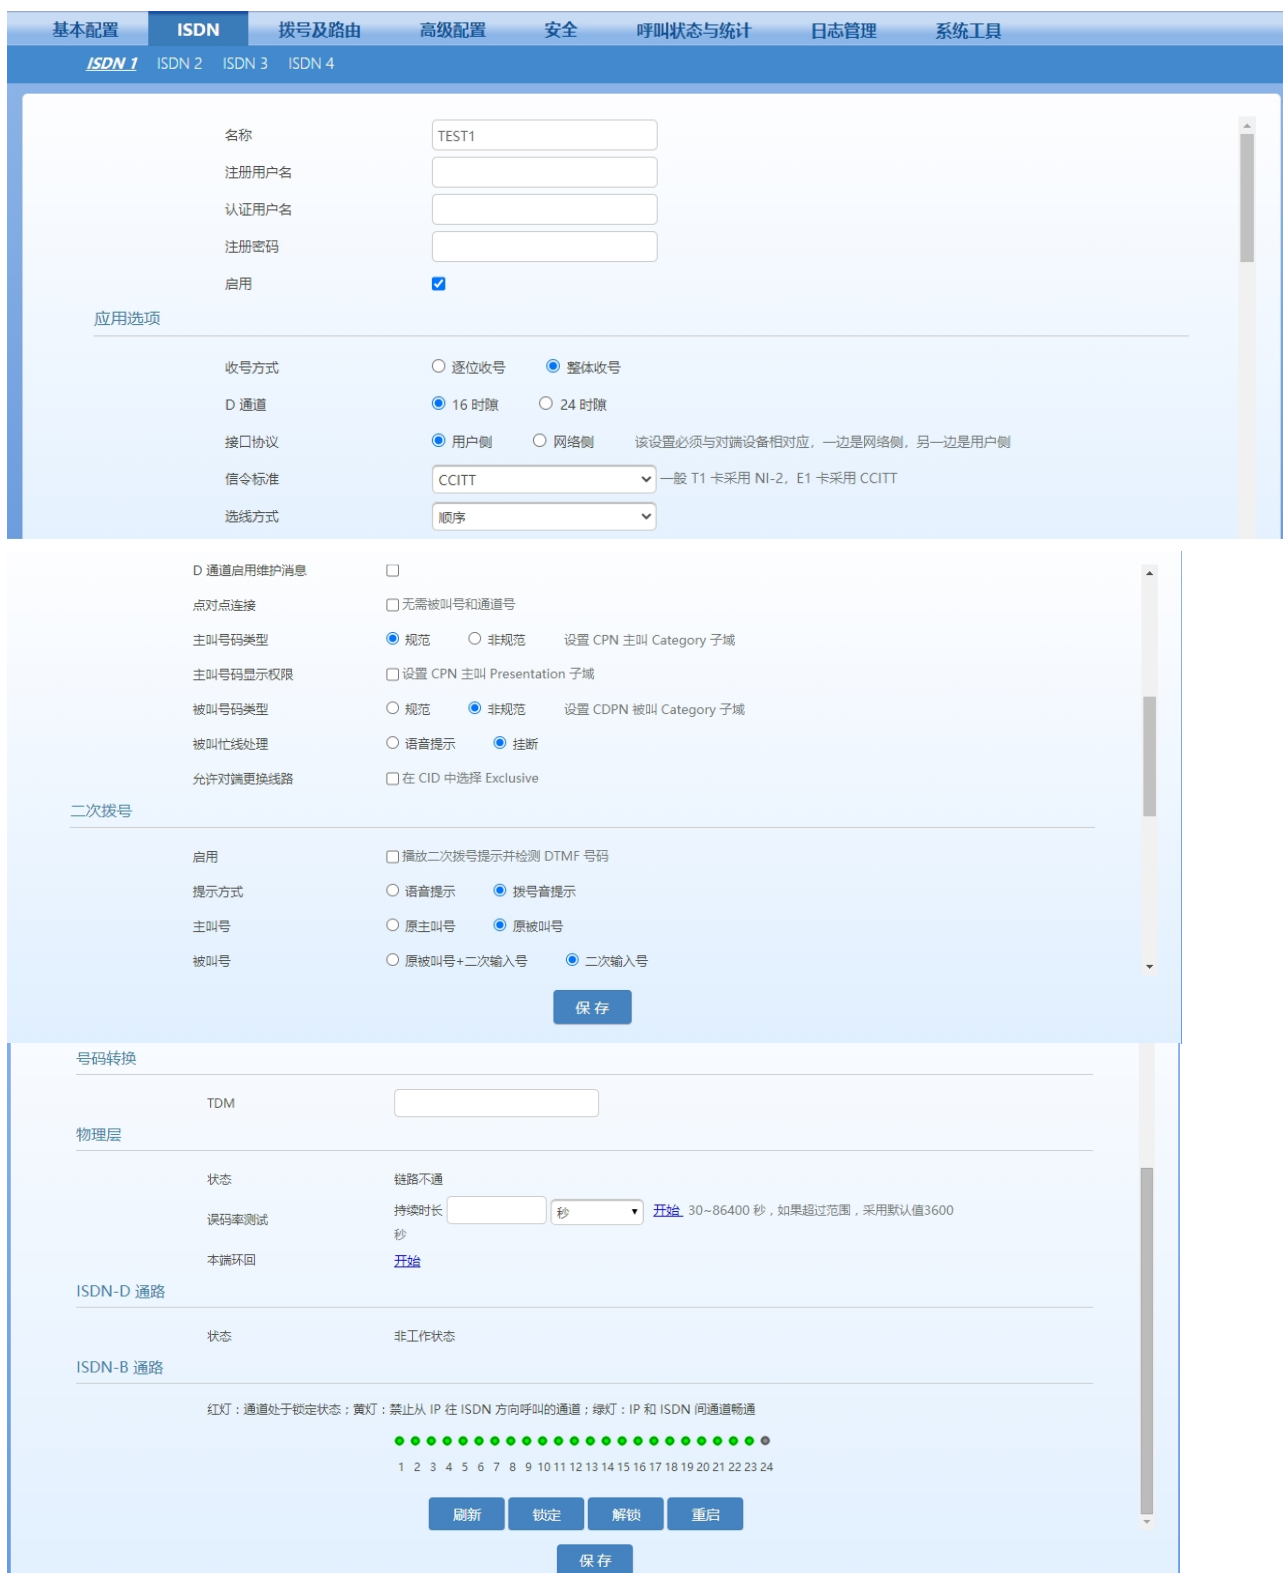 基本配置 ISDN 拨号及路由 高级配置 安全 呼叫状态与统计 日志管理 系统工具
ISDN 1 ISDN 2 ISDN 3 ISDN 4
名称 TEST1
注册用户名
认证用户名
注册密码
启用
应用选项
收号方式 逐位收号 整体收号
D 通道 16 时隙 24 时隙
接口协议 用户侧 网络侧 该设置必须与对端设备相对应，一边是网络侧，另一边是用户侧
信令标准 CCITT 一般 T1 卡采用 NI-2，E1 卡采用 CCITT
选线方式 顺序
D 通道启用维护消息
点对点连接 无需被叫号和通道号
主叫号码类型 规范 非规范 设置 CPN 主叫 Category 子域
主叫号码显示权限 设置 CPN 主叫 Presentation 子域
被叫号码类型 规范 非规范 设置 CDPN 被叫 Category 子域
被叫忙线处理 语音提示 挂断
允许对端更换线路 在 CID 中选择 Exclusive
二次拨号
启用 播放二次拨号提示并检测 DTMF 号码
提示方式 语音提示 拨号音提示
主叫号 原主叫号 原被叫号
被叫号 原被叫号+二次输入号 二次输入号
保 存
号码转换
TDM
物理层
状态 链路不通
误码率测试 持续时长 秒 开始 30~86400 秒，如果超过范围，采用默认值3600
秒
本端环回 开始
ISDN-D 通路
状态 非工作状态
ISDN-B 通路
红灯：通道处于锁定状态；黄灯：禁止从 IP 往 ISDN 方向呼叫的通道；绿灯：IP 和 ISDN 间通道畅通
1 2 3 4 5 6 7 8 9 10 11 12 13 14 15 16 17 18 19 20 21 22 23 24
刷新 锁定 解锁 重启
保 存